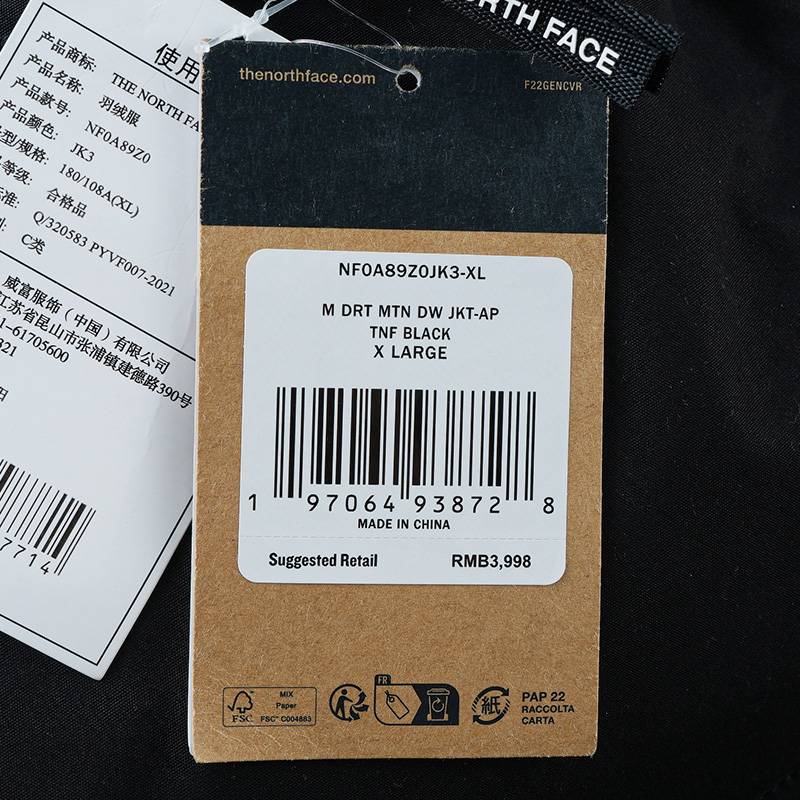 使用
产品商标: THE NORTH FA
产品名称: 羽绒服
产品款号: NF0A89Z0
产品颜色: JK3
型/规格: 180/108A(XL)
等级: 合格品
标准: Q/320583 PYVF007-2021
C类
威富服饰（中国）有限公司
江苏省昆山市张浦镇建德路390号
1-61705600
321
7714
NORTH FACE
thenorthface.com
F22GENCVR
NF0A89Z0JK3-XL
M DRT MTN DW JKT-AP
TNF BLACK
X LARGE
1 97064 93872 8
MADE IN CHINA
Suggested Retail RMB3,998
FSC
MIX
Paper
FSC™ C004883
FR
紙
PAP 22
RACCOLTA
CARTA